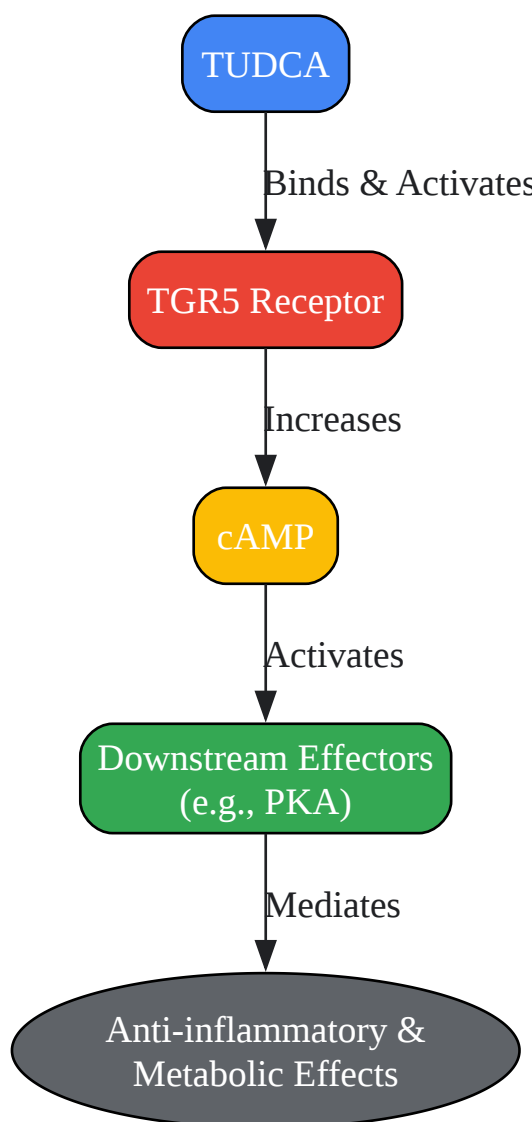 TUDCA
Binds & Activates
TGR5 Receptor
Increases
cAMP
Activates
Downstream Effectors
(e.g., PKA)
Mediates
Anti-inflammatory &
Metabolic Effects